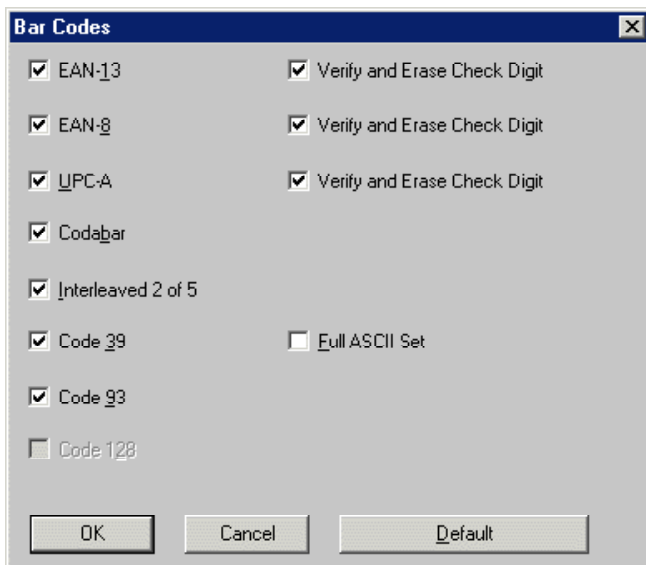 Bar Codes
EAN-13 Verify and Erase Check Digit
EAN-8 Verify and Erase Check Digit
UPC-A Verify and Erase Check Digit
Codabar
Interleaved 2 of 5
Code 39 Full ASCII Set
Code 93
Code 128
OK Cancel Default